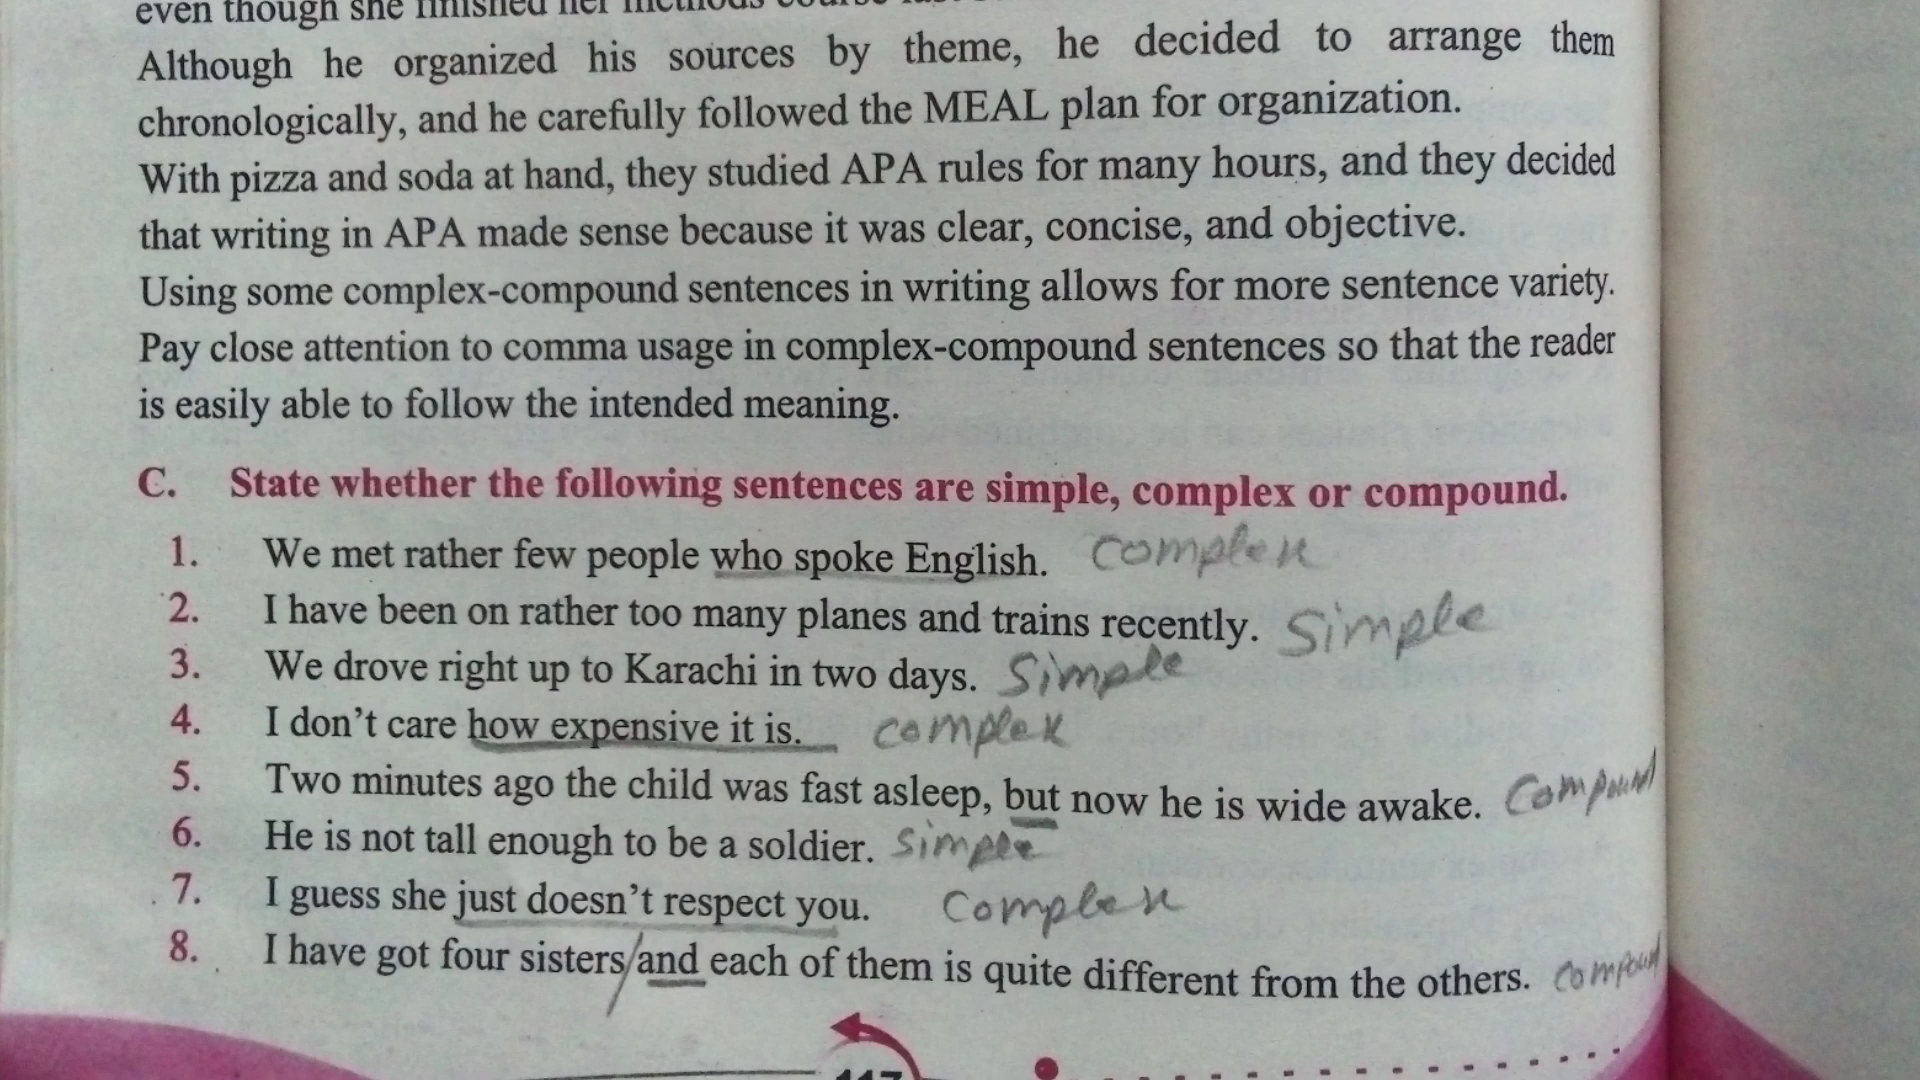 even though she finished her methods course last
Although he organized his sources by theme, he decided to arrange them
chronologically, and he carefully followed the MEAL plan for organization.
With pizza and soda at hand, they studied APA rules for many hours, and they decided
that writing in APA made sense because it was clear, concise, and objective.
Using some complex-compound sentences in writing allows for more sentence variety.
Pay close attention to comma usage in complex-compound sentences so that the reader
is easily able to follow the intended meaning.
C. State whether the following sentences are simple, complex or compound.
1. We met rather few people who spoke English. Complex
2. I have been on rather too many planes and trains recently. Simple
3. We drove right up to Karachi in two days. Simple
4. I don't care how expensive it is. complex
5. Two minutes ago the child was fast asleep, but now he is wide awake. Compound
6. He is not tall enough to be a soldier. Simple
7. I guess she just doesn't respect you. Complex
8. I have got four sisters/and each of them is quite different from the others. compound